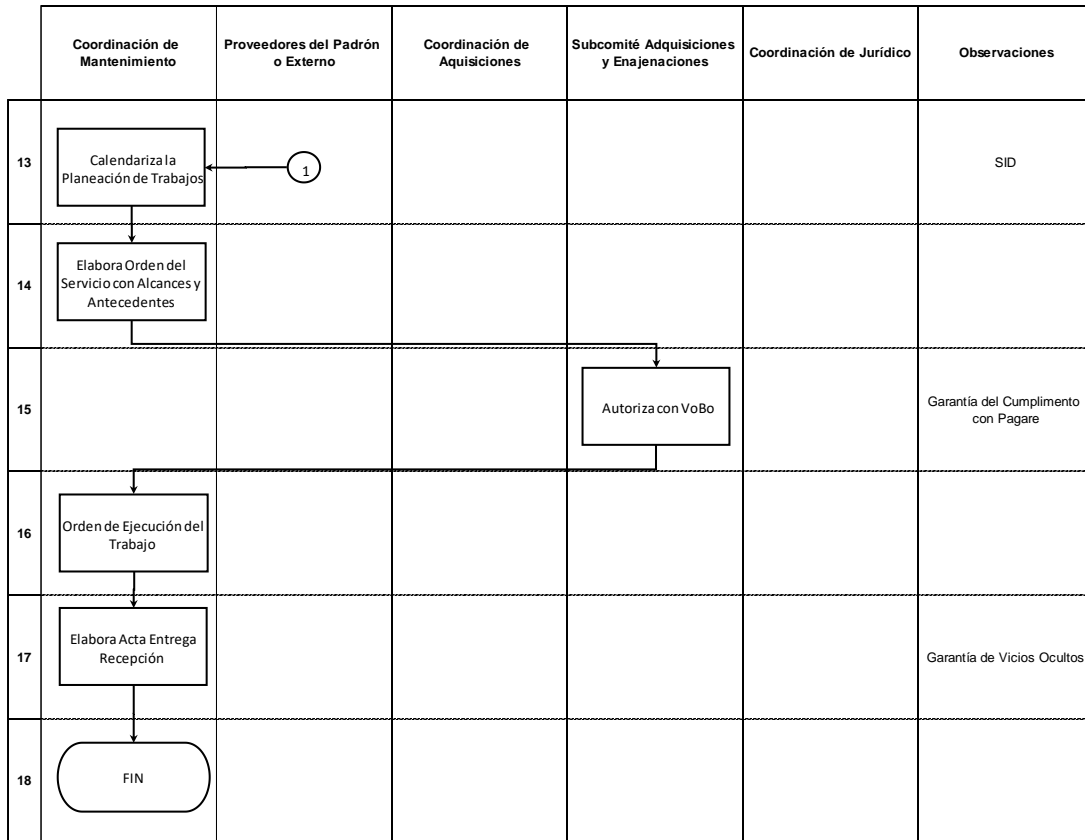 Coordinación de
Mantenimiento
Proveedores del Padrón
o Externo
Coordinación de
Aquisiciones
Subcomité Adquisiciones
y Enajenaciones
Coordinación de Jurídico
Observaciones
13
Calendariza la
Planeación de Trabajos
1
SID
14
Elabora Orden del
Servicio con Alcances y
Antecedentes
15
Autoriza con VoBo
Garantía del Cumplimento
con Pagare
16
Orden de Ejecución del
Trabajo
17
Elabora Acta Entrega
Recepción
Garantía de Vicios Ocultos
18
FIN